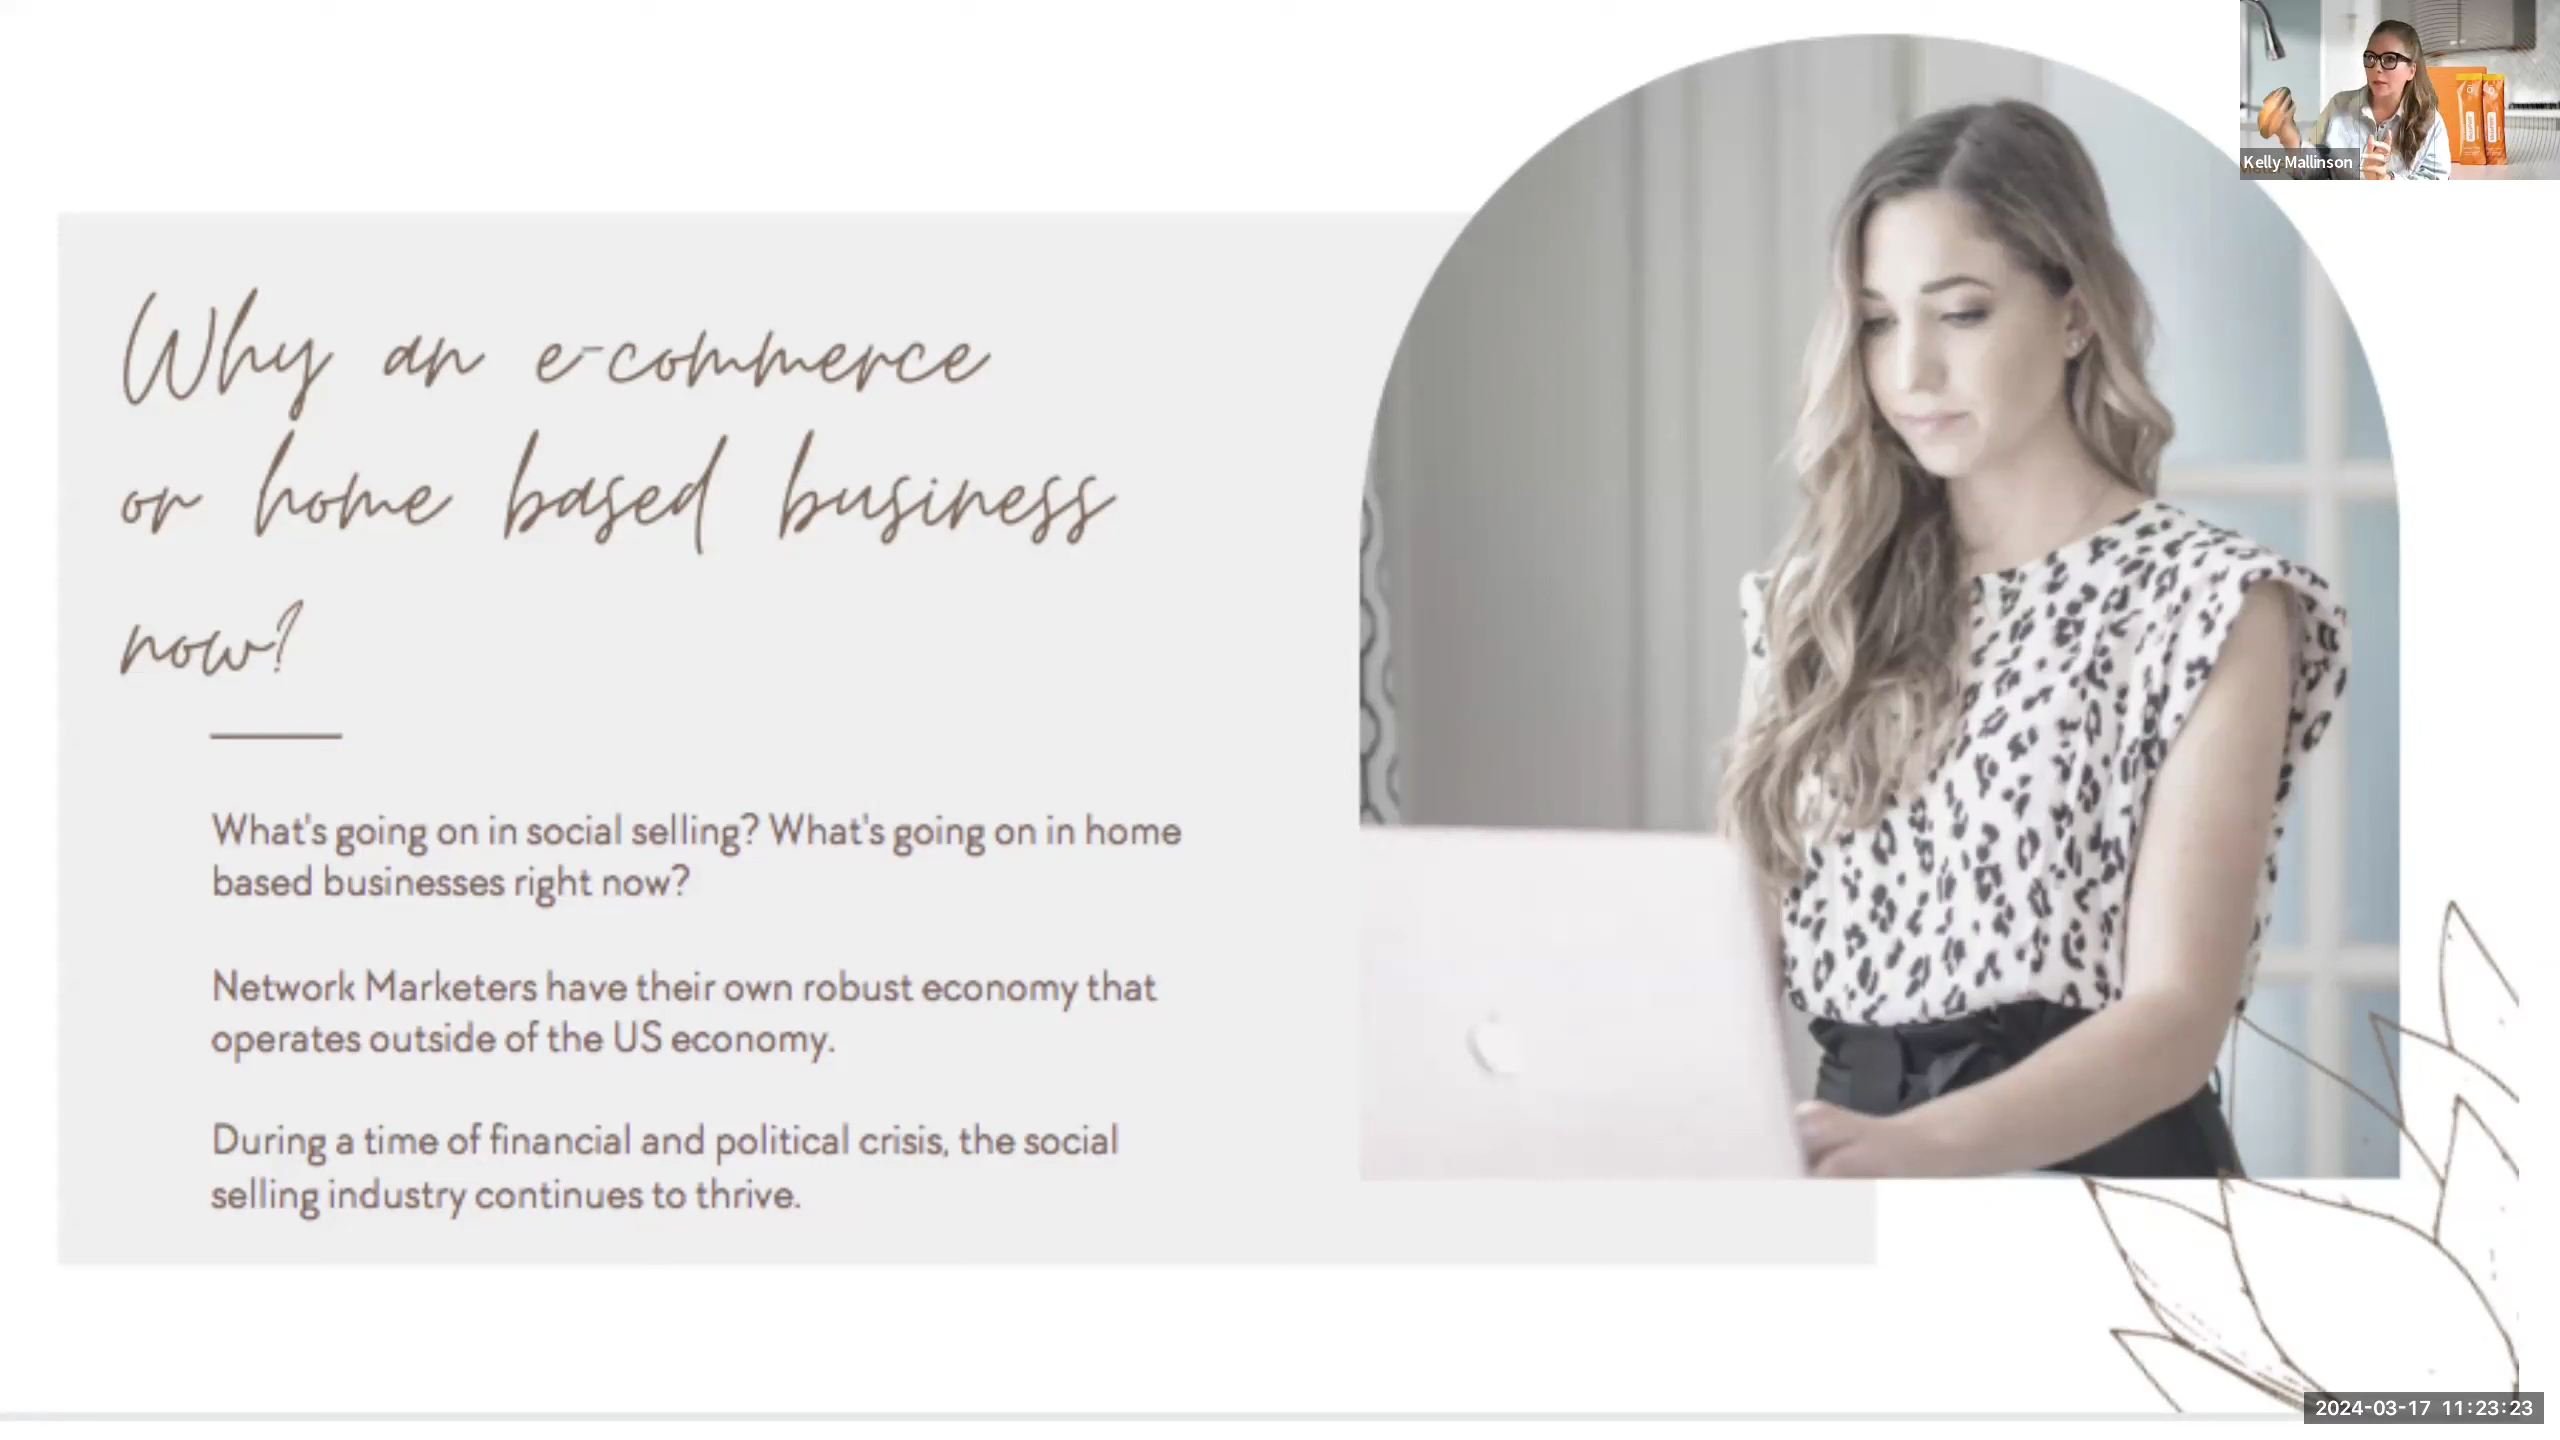 Why an e-commerce
or home based business
now?
What's going on in social selling? What's going on in home
based businesses right now?
Network Marketers have their own robust economy that
operates outside of the US economy.
During a time of financial and political crisis, the social
selling industry continues to thrive.
Kelly Mallinson
2024-03-17 11:23:23